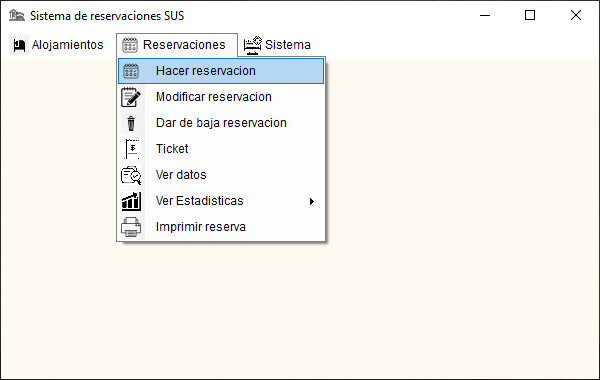 Sistema de reservaciones SUS
Alojamientos Reservaciones Sistema
Hacer reservacion
Modificar reservacion
Dar de baja reservacion
Ticket
Ver datos
Ver Estadisticas
Imprimir reserva